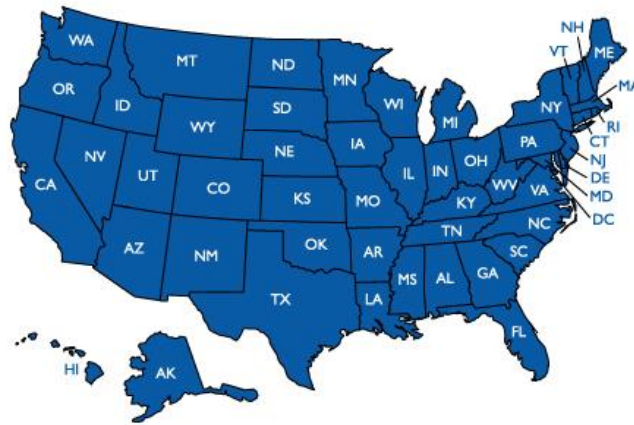 WA
MT
ND
MN
NH
VT
ME
OR
ID
SD
WI
MI
NY
MA
RI
CT
WY
NE
IA
PA
NJ
DE
MD
DC
NV
UT
CO
KS
MO
IL
IN
OH
WV
VA
KY
CA
AZ
NM
OK
AR
TN
NC
SC
TX
LA
MS
AL
GA
FL
HI
AK